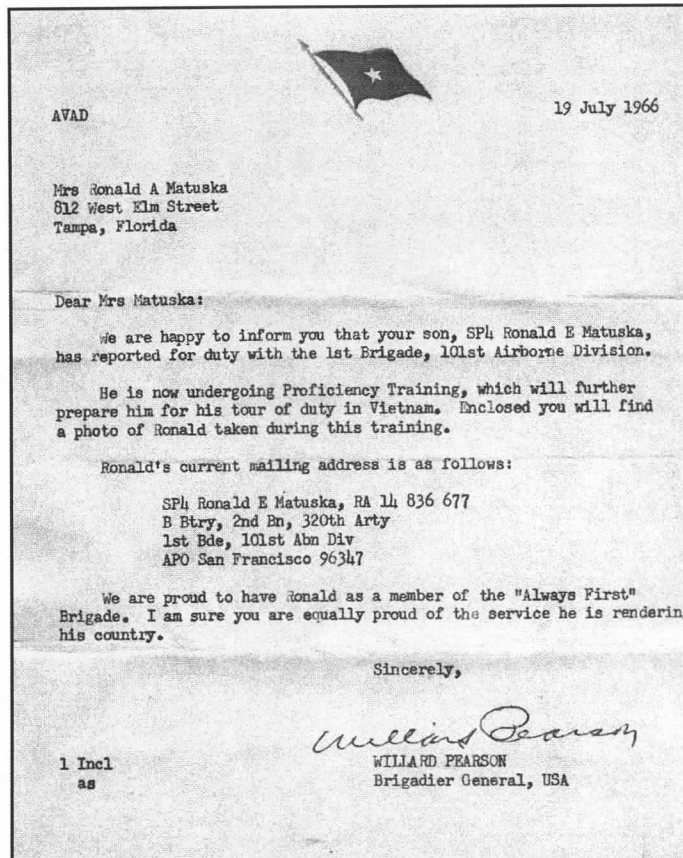 AVAD
19 July 1966
Mrs Ronald A Matuska
812 West Elm Street
Tampa, Florida
Dear Mrs Matuska:
We are happy to inform you that your son, SP4 Ronald E Matuska,
has reported for duty with the 1st Brigade, 101st Airborne Division.
He is now undergoing Proficiency Training, which will further
prepare him for his tour of duty in Vietnam. Enclosed you will find
a photo of Ronald taken during this training.
Ronald's current mailing address is as follows:
SP4 Ronald E Matuska, RA 14 836 677
B Btry, 2nd Bn, 320th Arty
1st Bde, 101st Abn Div
APO San Francisco 96347
We are proud to have Ronald as a member of the "Always First"
Brigade. I am sure you are equally proud of the service he is renderin
his country.
Sincerely,
Willard Pearson
1 Incl
as
WILLARD PEARSON
Brigadier General, USA